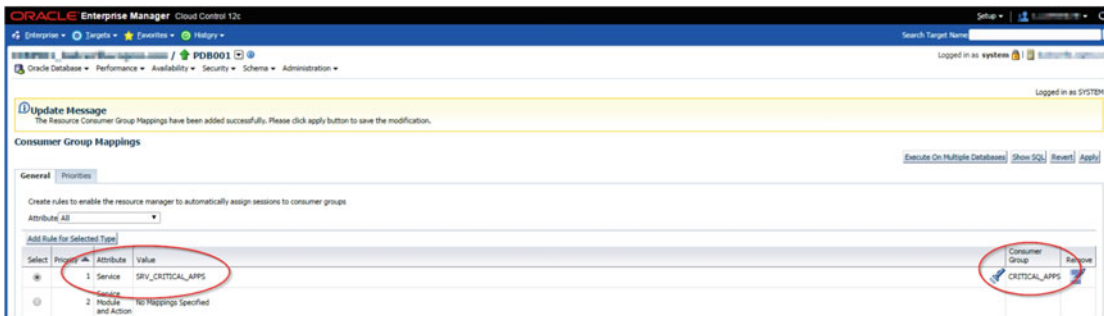 ORACLE Enterprise Manager Cloud Control 12c
Setup
Enterprise Targets Favorites History
Search Target Name
/ PDB001
Logged in as system
Oracle Database Performance Availability Security Schema Administration
Logged in as SYSTEM
Update Message
The Resource Consumer Group Mappings have been added successfully. Please click apply button to save the modification.
Consumer Group Mappings
Execute On Multiple Databases Show SQL Revert Apply
General Priorities
Create rules to enable the resource manager to automatically assign sessions to consumer groups
Attribute All
Add Rule for Selected Type
Select Priority Attribute Value Consumer Group Remove
1 Service SRV_CRITICAL_APPS CRITICAL_APPS
2 Service Module and Action No Mappings Specified